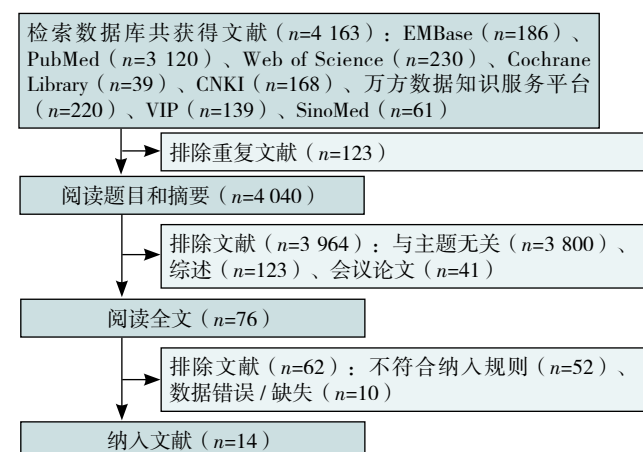 检索数据库共获得文献（n=4 163）：EMBase（n=186）、
PubMed（n=3 120）、Web of Science（n=230）、Cochrane
Library（n=39）、CNKI（n=168）、万方数据知识服务平台
（n=220）、VIP（n=139）、SinoMed（n=61）
排除重复文献（n=123）
阅读题目和摘要（n=4 040）
排除文献（n=3 964）：与主题无关（n=3 800）、
综述（n=123）、会议论文（n=41）
阅读全文（n=76）
排除文献（n=62）：不符合纳入规则（n=52）、
数据错误 / 缺失（n=10）
纳入文献（n=14）